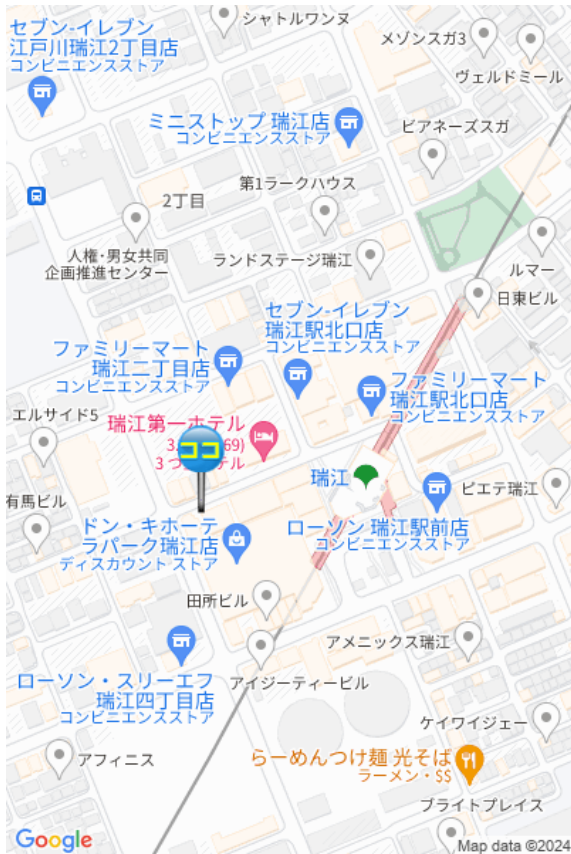 シャトルワンヌ
セブン-イレブン
江戸川瑞江2丁目店
コンビニエンスストア
メゾンスガ3
ヴェルドミール
ミニストップ 瑞江店
コンビニエンスストア
ビアネーズスガ
2丁目
第1ラークハウス
人権・男女共同
企画推進センター
ランドステージ瑞江
ルマー
日東ビル
セブン-イレブン
瑞江駅北口店
コンビニエンスストア
ファミリーマート
瑞江二丁目店
コンビニエンスストア
ファミリーマート
瑞江駅北口店
コンビニエンスストア
エルサイド5
瑞江第一ホテル
ココ
有馬ビル
瑞江
ピエテ瑞江
ドン・キホーテ
ラパーク瑞江店
ディスカウント ストア
ローソン 瑞江駅前店
コンビニエンスストア
田所ビル
アメニックス瑞江
アイジーティービル
ローソン・スリーエフ
瑞江四丁目店
コンビニエンスストア
ケイワイジェー
アフィニス
らーめんつけ麺 光そば
ラーメン・$$
ブライトプレイス
Google
Map data ©2024